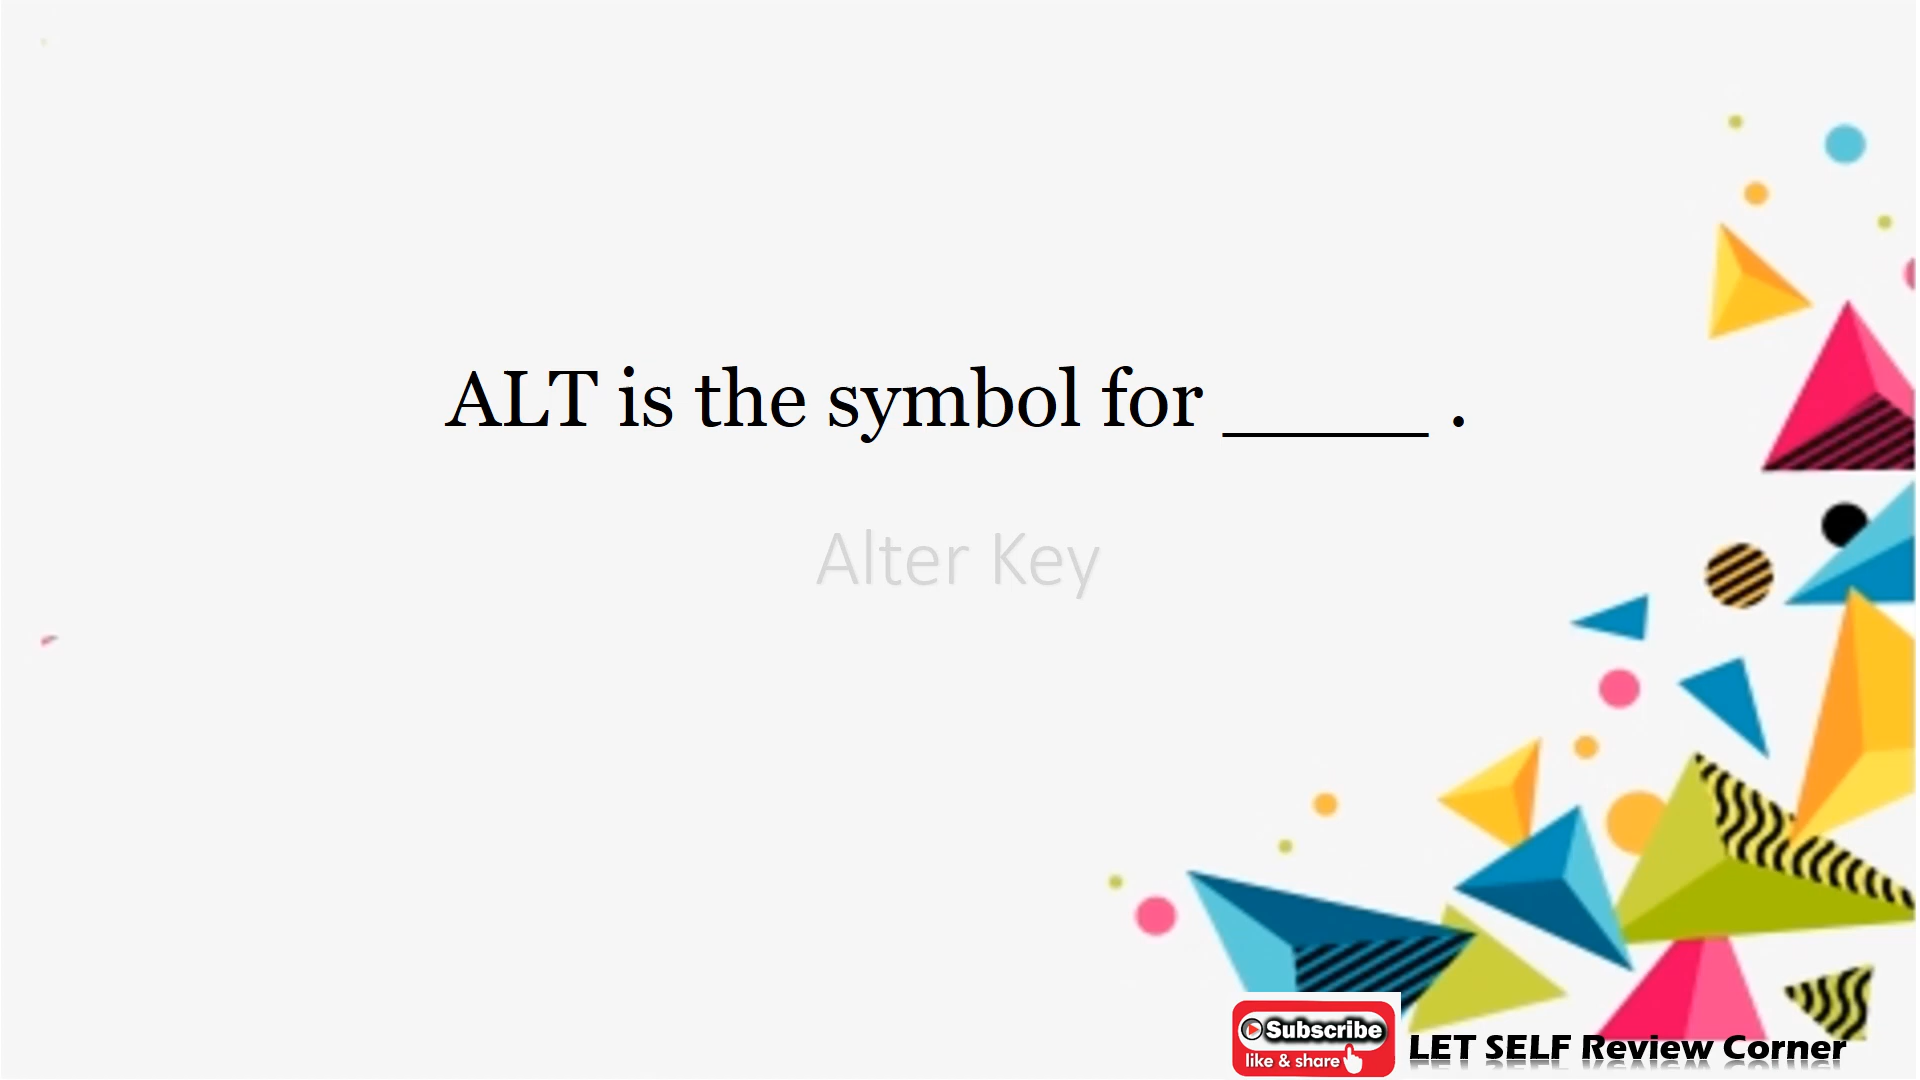 ALT is the symbol for _____ .
Alter Key
Subscribe
like & share
LET SELF Review Corner